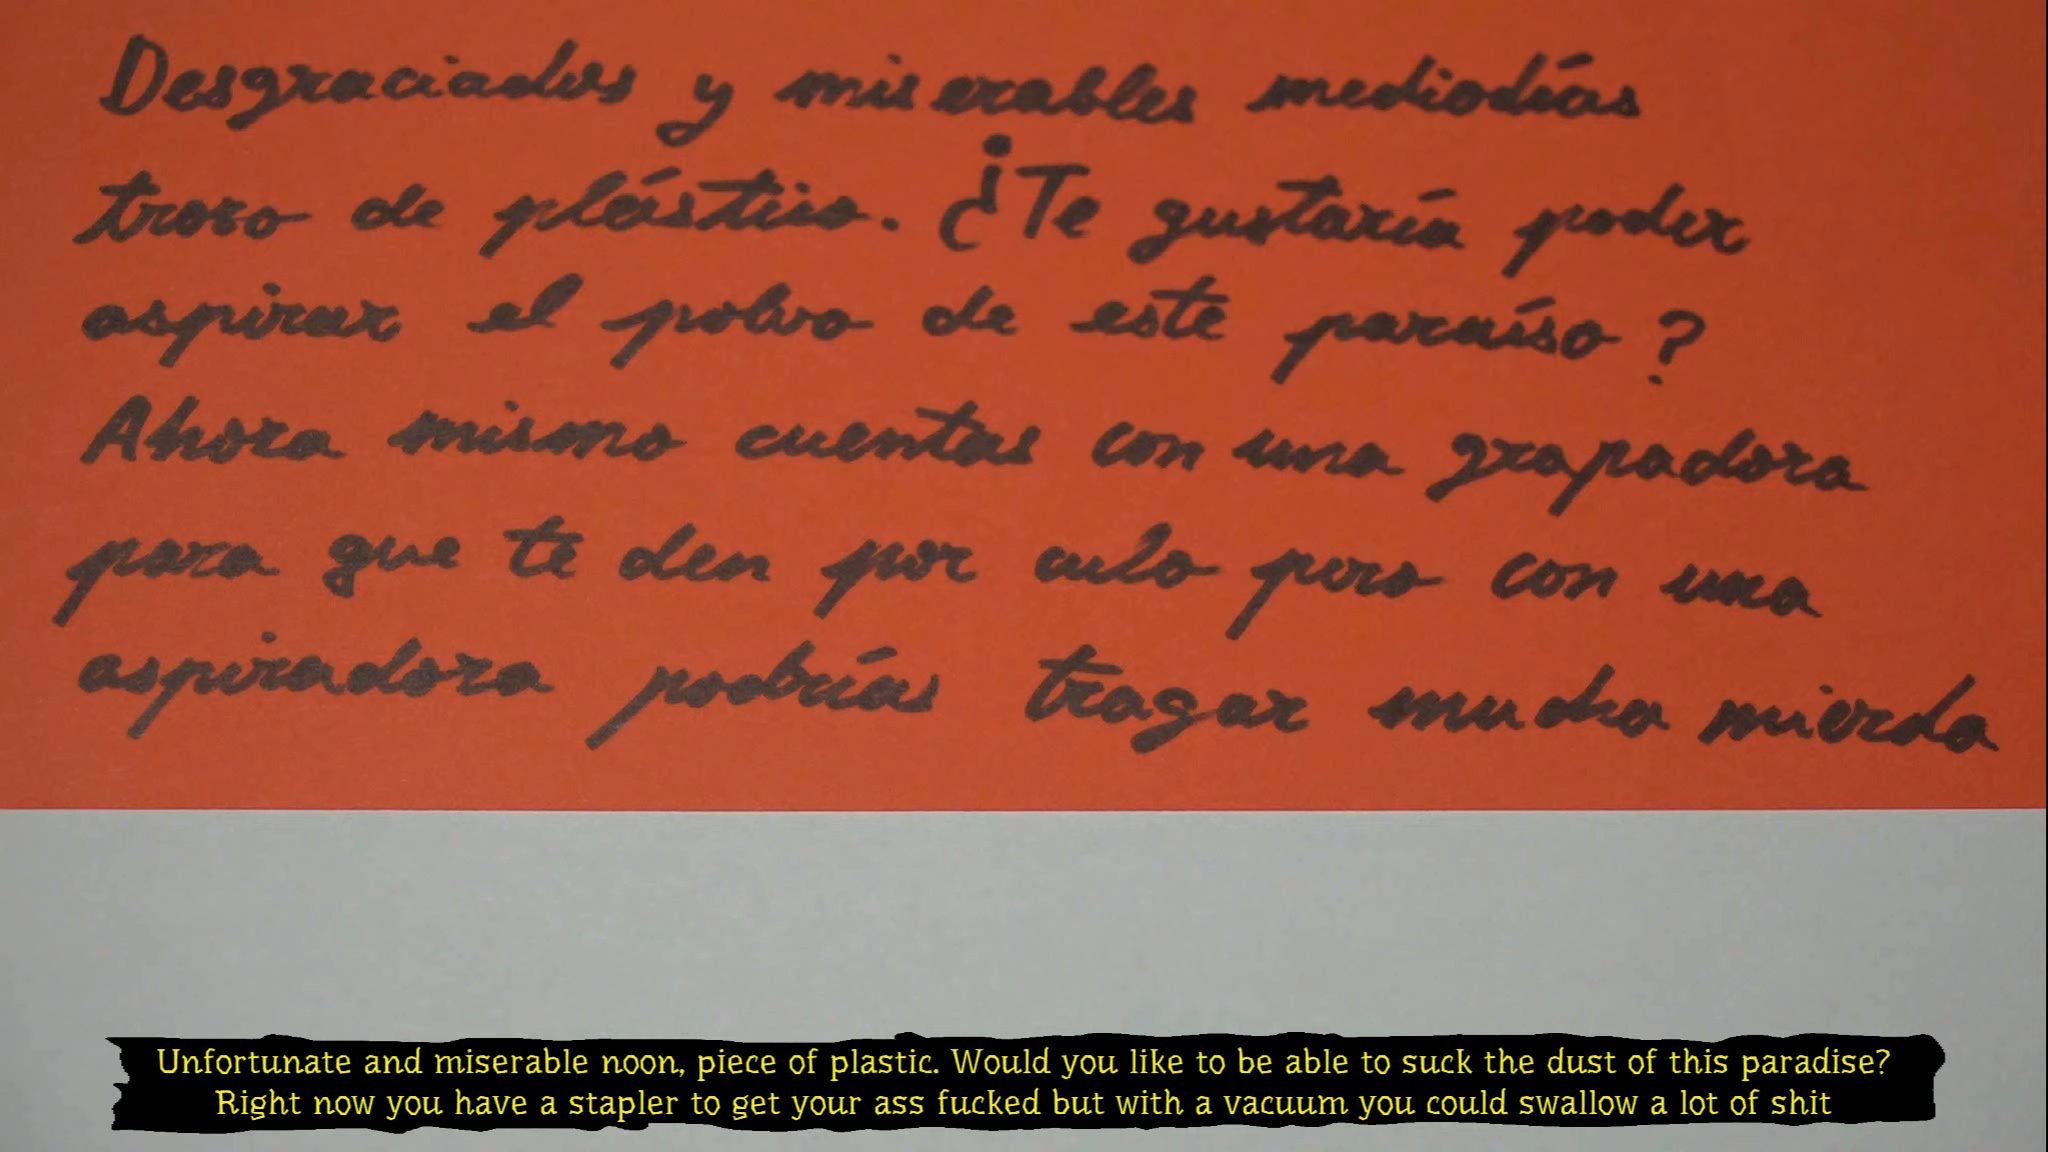 Desgraciados y miserables mediodías
trozo de plástico. ¿Te gustaría poder
aspirar el polvo de este paraíso?
Ahora mismo cuentas con una grapadora
para que te den por culo pero con una
aspiradora podrías tragar mucha mierda
Unfortunate and miserable noon, piece of plastic. Would you like to be able to suck the dust of this paradise?
Right now you have a stapler to get your ass fucked but with a vacuum you could swallow a lot of shit